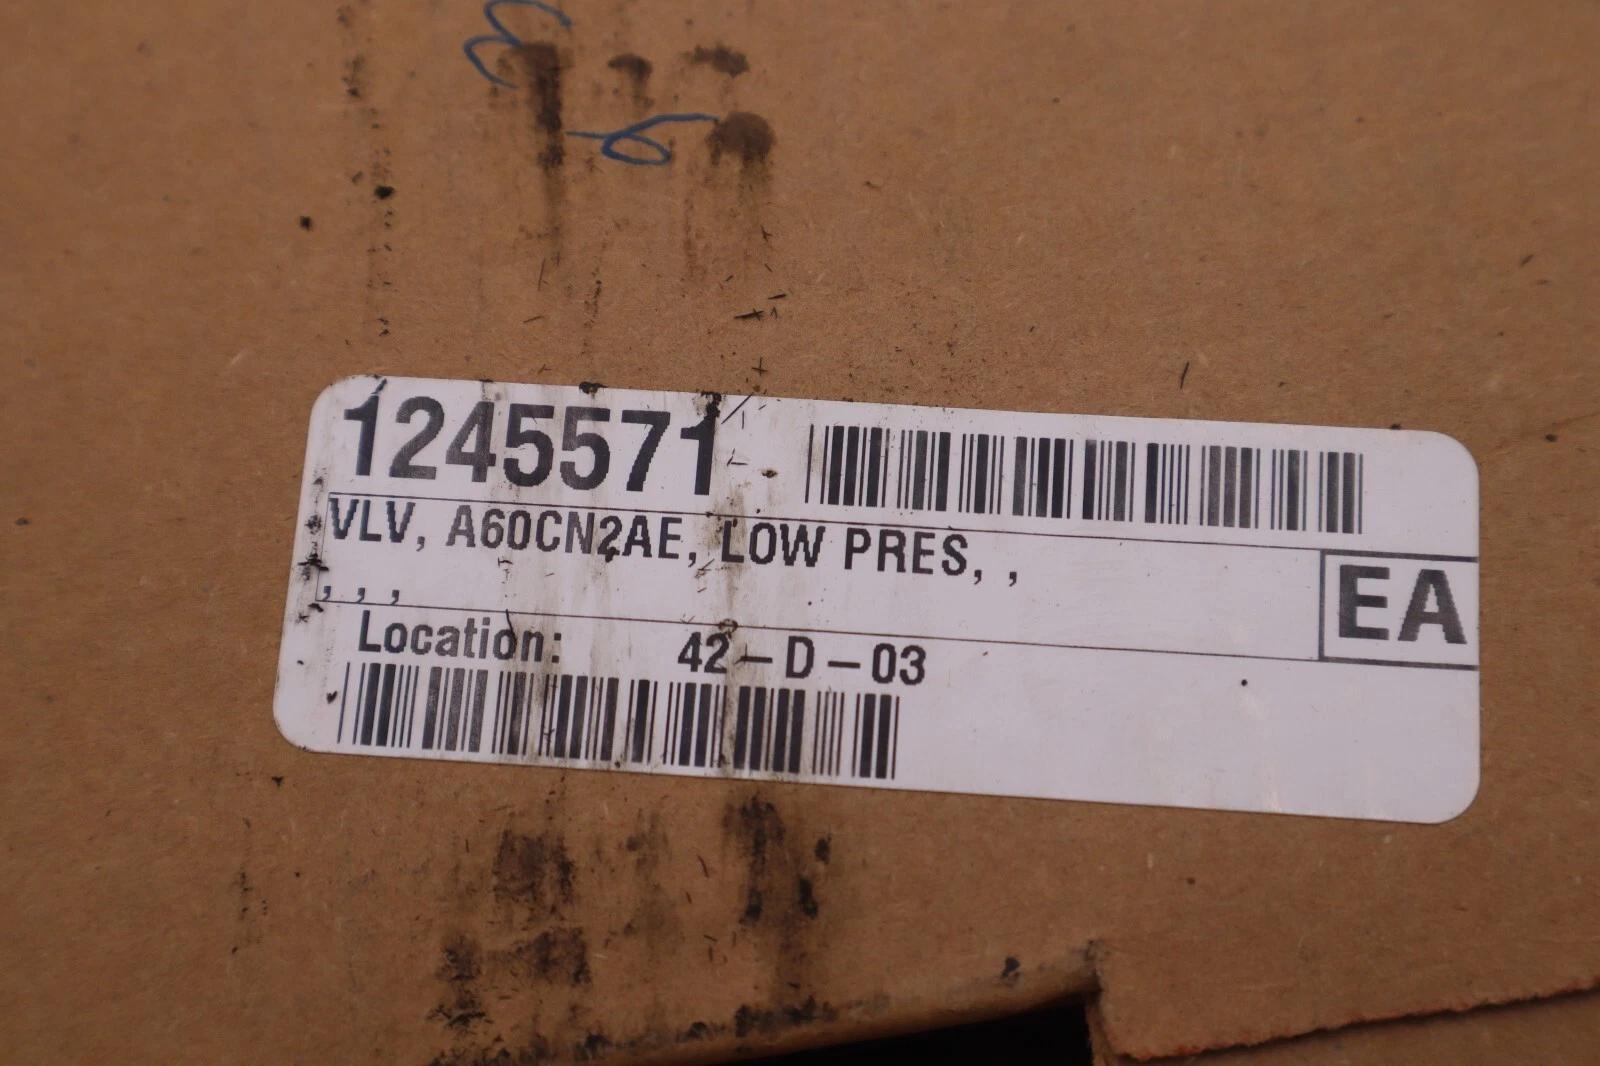 1245571
VLV, A60CN2AE, LOW PRES, ,
, , ,
EA
Location: 42-D-03